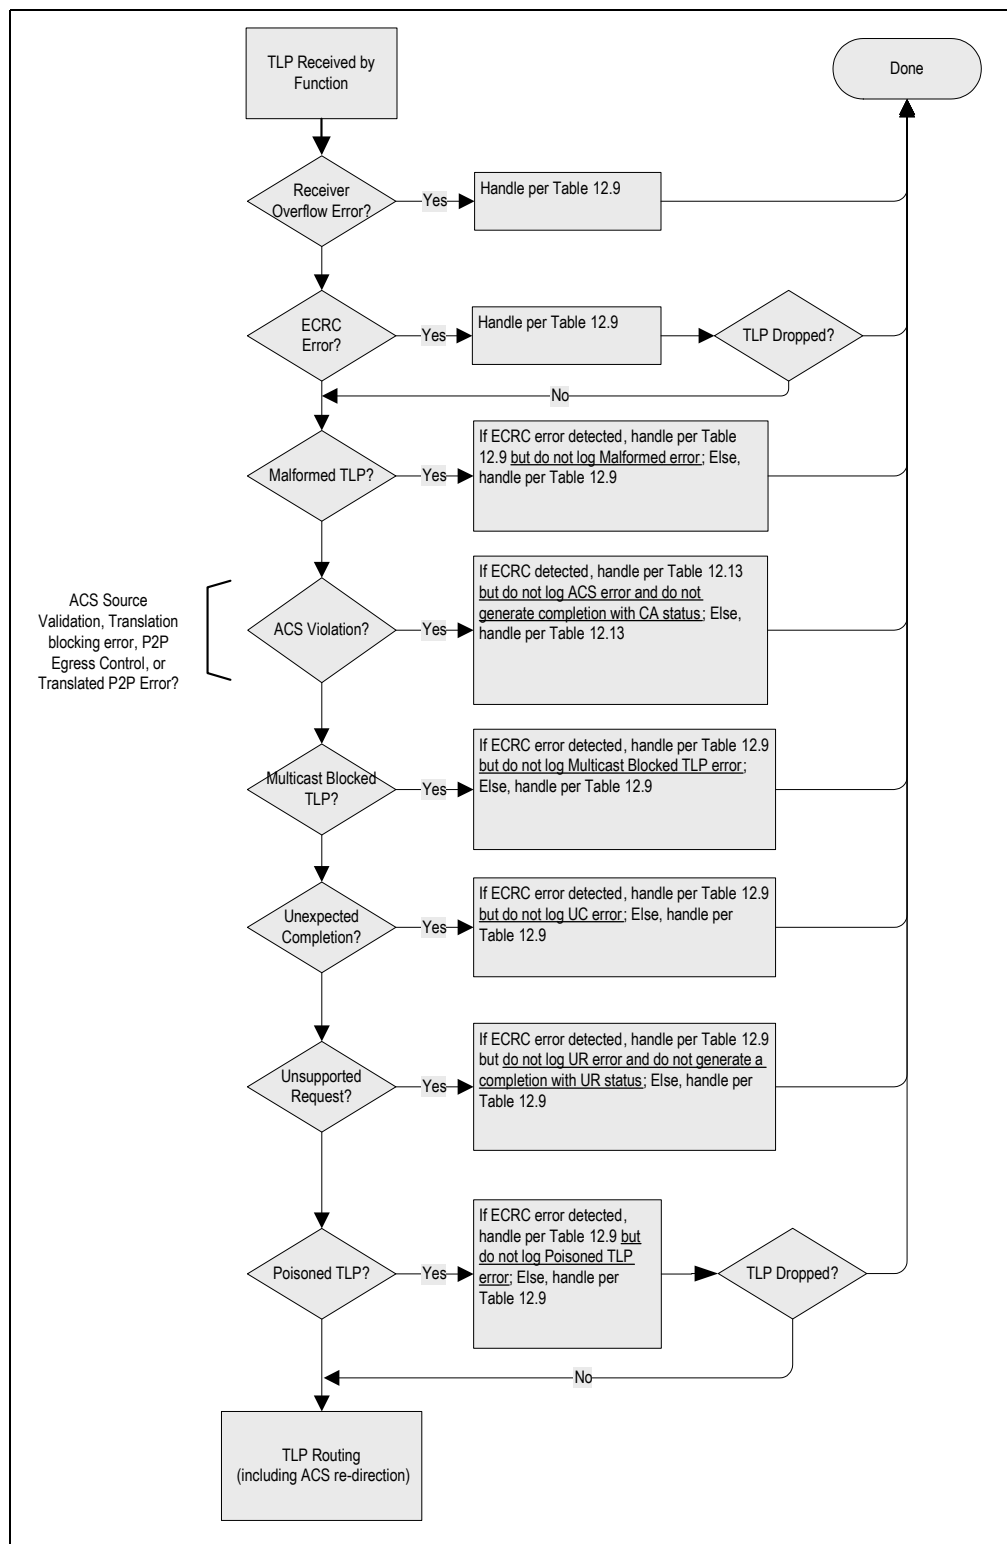 TLP Received by
Function
Done
Receiver
Overflow Error?
Yes
Handle per Table 12.9
ECRC
Error?
Yes
Handle per Table 12.9
TLP Dropped?
No
Malformed TLP?
Yes
If ECRC error detected, handle per Table
12.9 but do not log Malformed error; Else,
handle per Table 12.9
ACS Source
Validation, Translation
blocking error, P2P
Egress Control, or
Translated P2P Error?
ACS Violation?
Yes
If ECRC detected, handle per Table 12.13
but do not log ACS error and do not
generate completion with CA status; Else,
handle per Table 12.13
Multicast Blocked
TLP?
Yes
If ECRC error detected, handle per Table 12.9
but do not log Multicast Blocked TLP error;
Else, handle per Table 12.9
Unexpected
Completion?
Yes
If ECRC error detected, handle per Table 12.9
but do not log UC error; Else, handle per
Table 12.9
Unsupported
Request?
Yes
If ECRC error detected, handle per Table 12.9
but do not log UR error and do not generate a
completion with UR status; Else, handle per
Table 12.9
Poisoned TLP?
Yes
If ECRC error detected,
handle per Table 12.9 but
do not log Poisoned TLP
error; Else, handle per
Table 12.9
TLP Dropped?
No
TLP Routing
(including ACS re-direction)